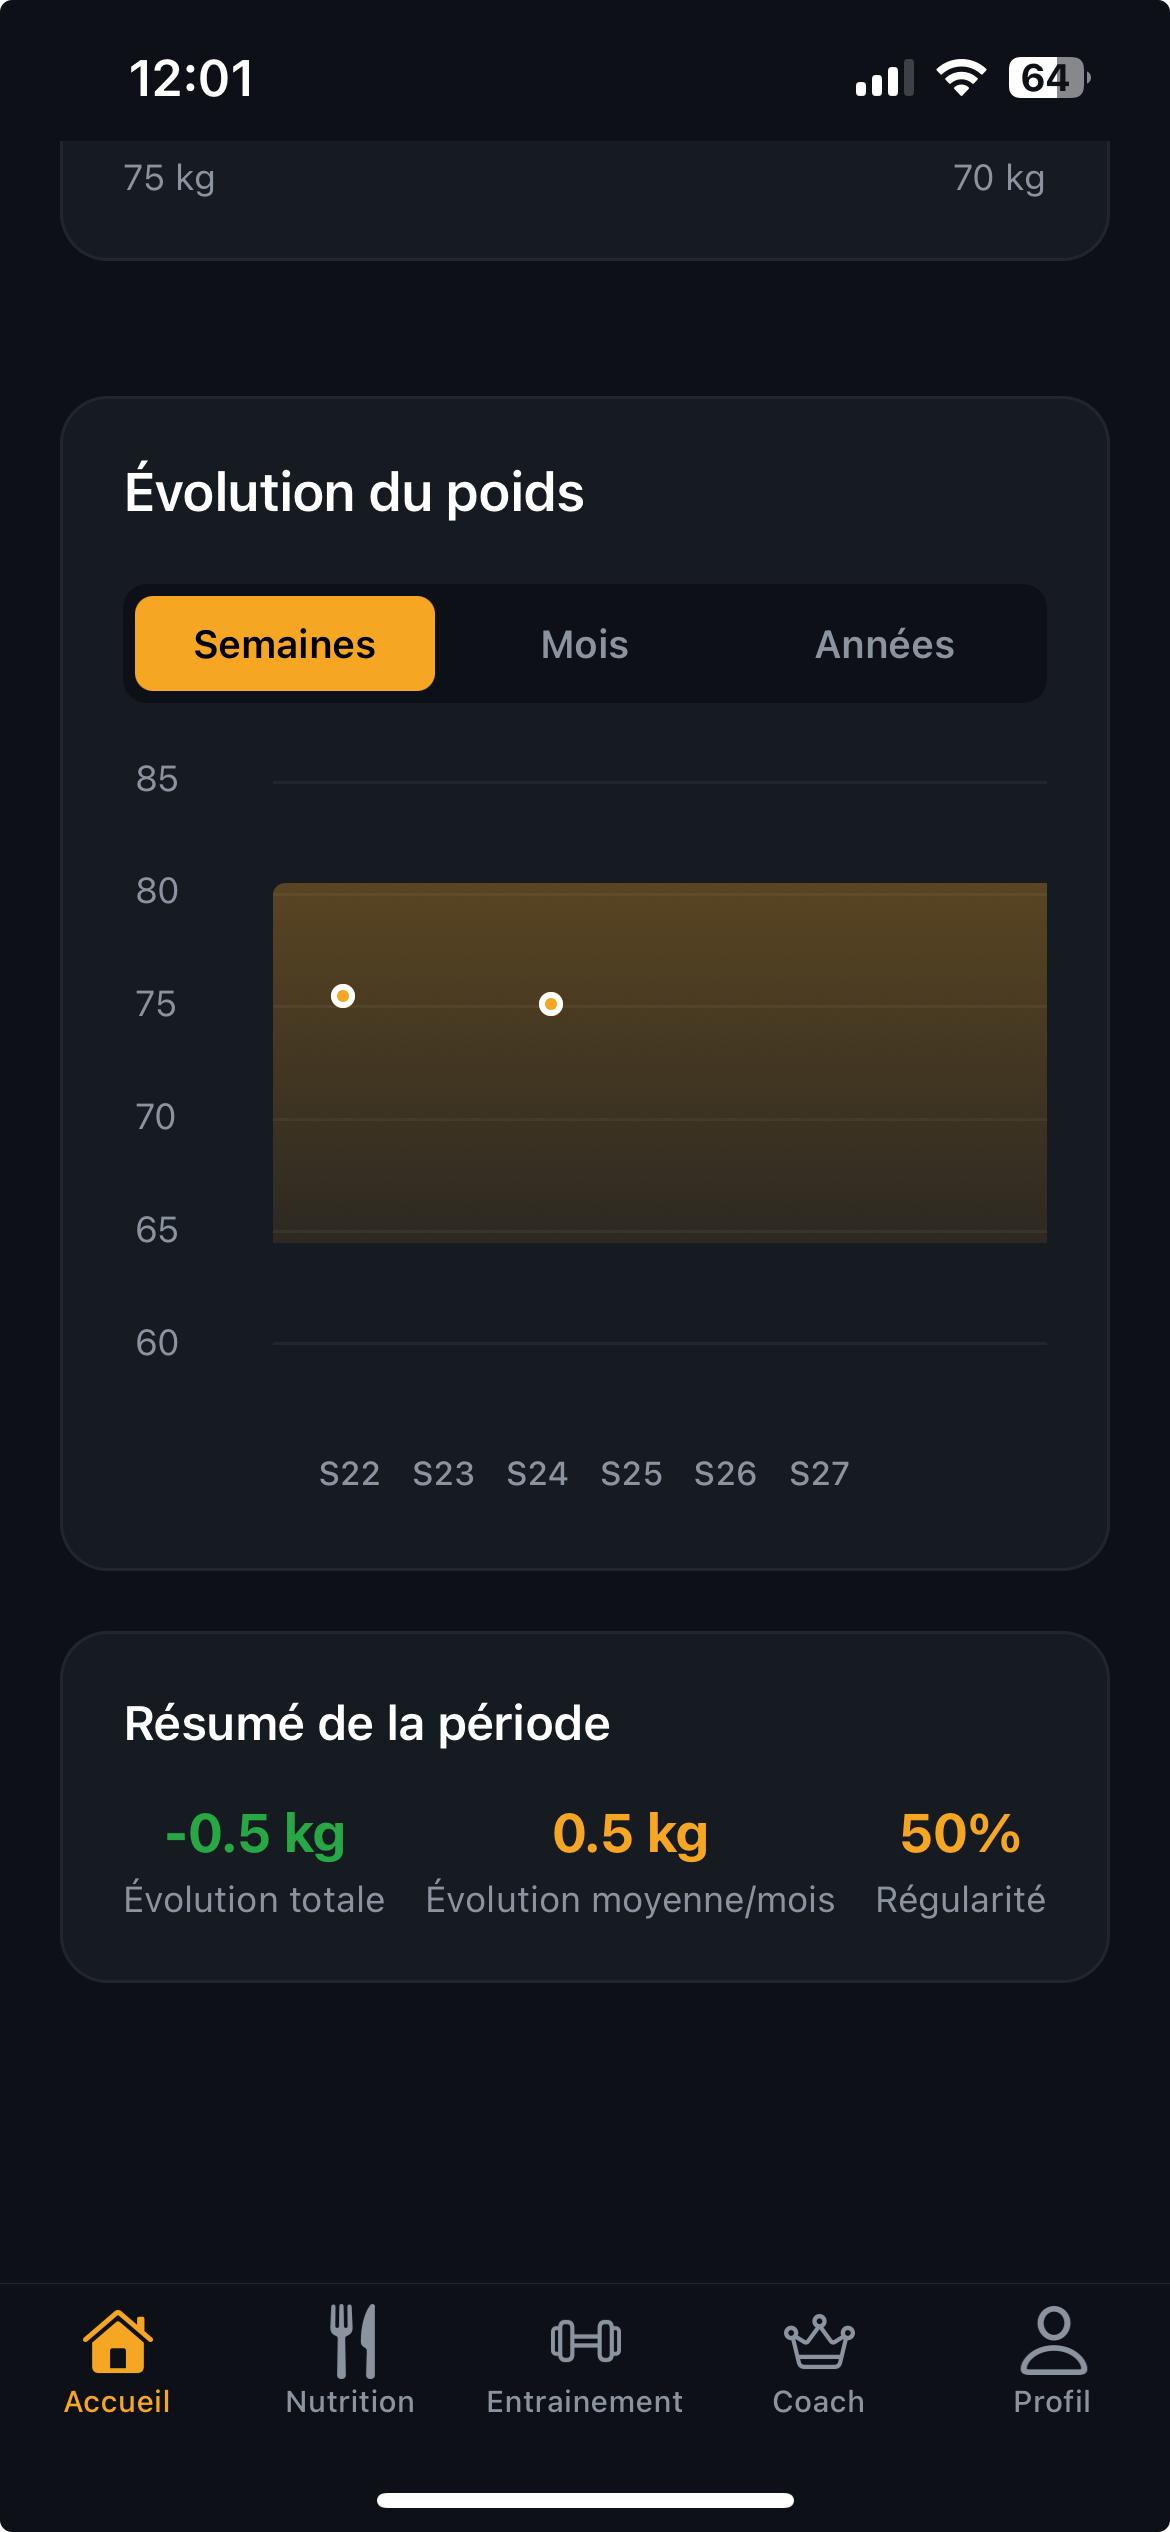 12:01 64
75 kg 70 kg
Évolution du poids
Semaines Mois Années
85
80
75
70
65
60
S22 S23 S24 S25 S26 S27
Résumé de la période
-0.5 kg 0.5 kg 50%
Évolution totale Évolution moyenne/mois Régularité
Accueil Nutrition Entrainement Coach Profil